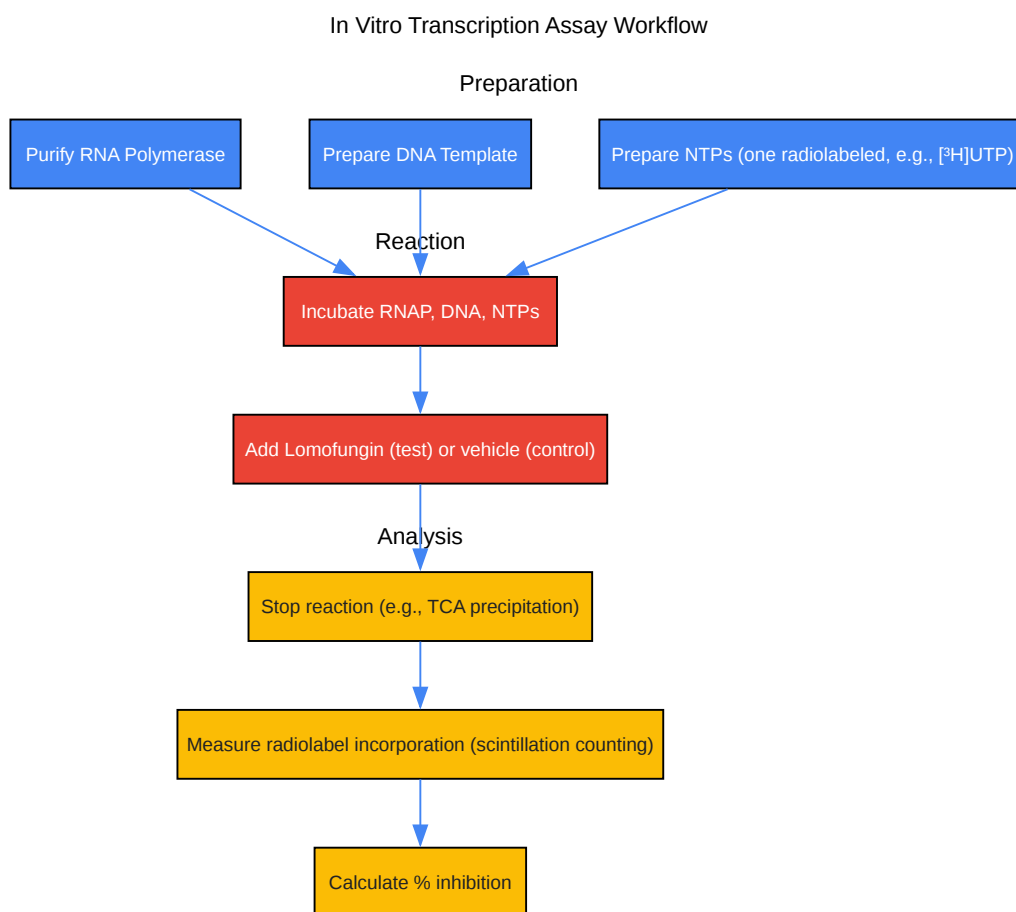 In Vitro Transcription Assay Workflow
Preparation
Purify RNA Polymerase
Prepare DNA Template
Prepare NTPs (one radiolabeled, e.g., [³H]UTP)
Reaction
Incubate RNAP, DNA, NTPs
Add Lomofungin (test) or vehicle (control)
Analysis
Stop reaction (e.g., TCA precipitation)
Measure radiolabel incorporation (scintillation counting)
Calculate % inhibition